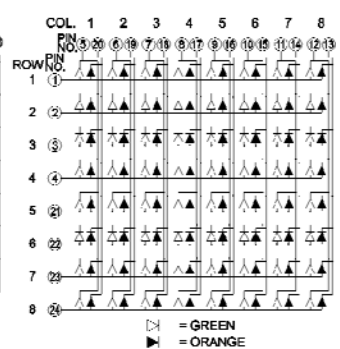 COL. 1 2 3 4 5 6 7 8
PIN NO. 5 20 6 19 7 18 8 17 9 16 10 15 11 14 12 13
ROW PIN NO.
1 1
2 2
3 3
4 4
5 21
6 22
7 23
8 24
= GREEN
= ORANGE